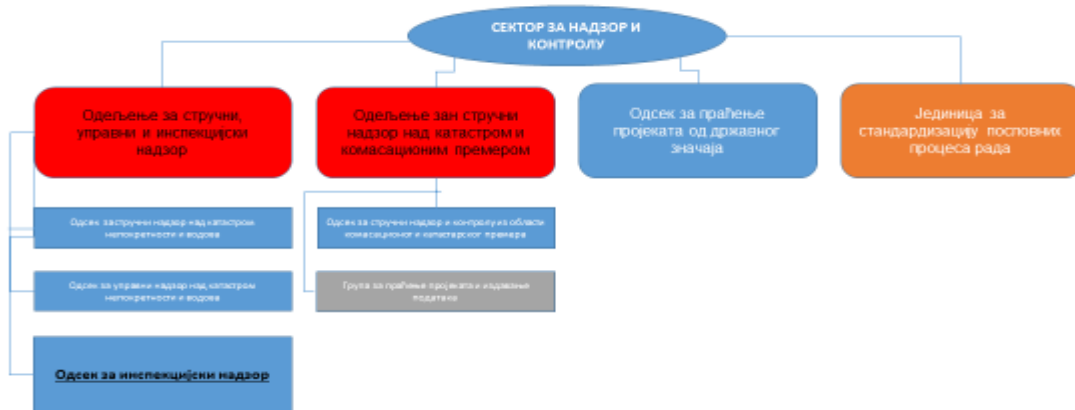 СЕКТОР ЗА НАДЗОР И
КОНТРОЛУ
Одељење за стручни,
управни и инспекцијски
надзор
Одељење зан стручни
надзор над катастром и
комасационим премером
Одсек за праћење
пројеката од државног
значаја
Јединица за
стандардизацију пословних
процеса рада
Одсек за стручни надзор над катастром
непокретности и водова
Одсек за стручни надзор и контролу из области
комасационог и катастарског премера
Одсек за управни надзор над катастром
непокретности и водова
Група за праћење пројеката и издавање
података
Одсек за инспекцијски надзор